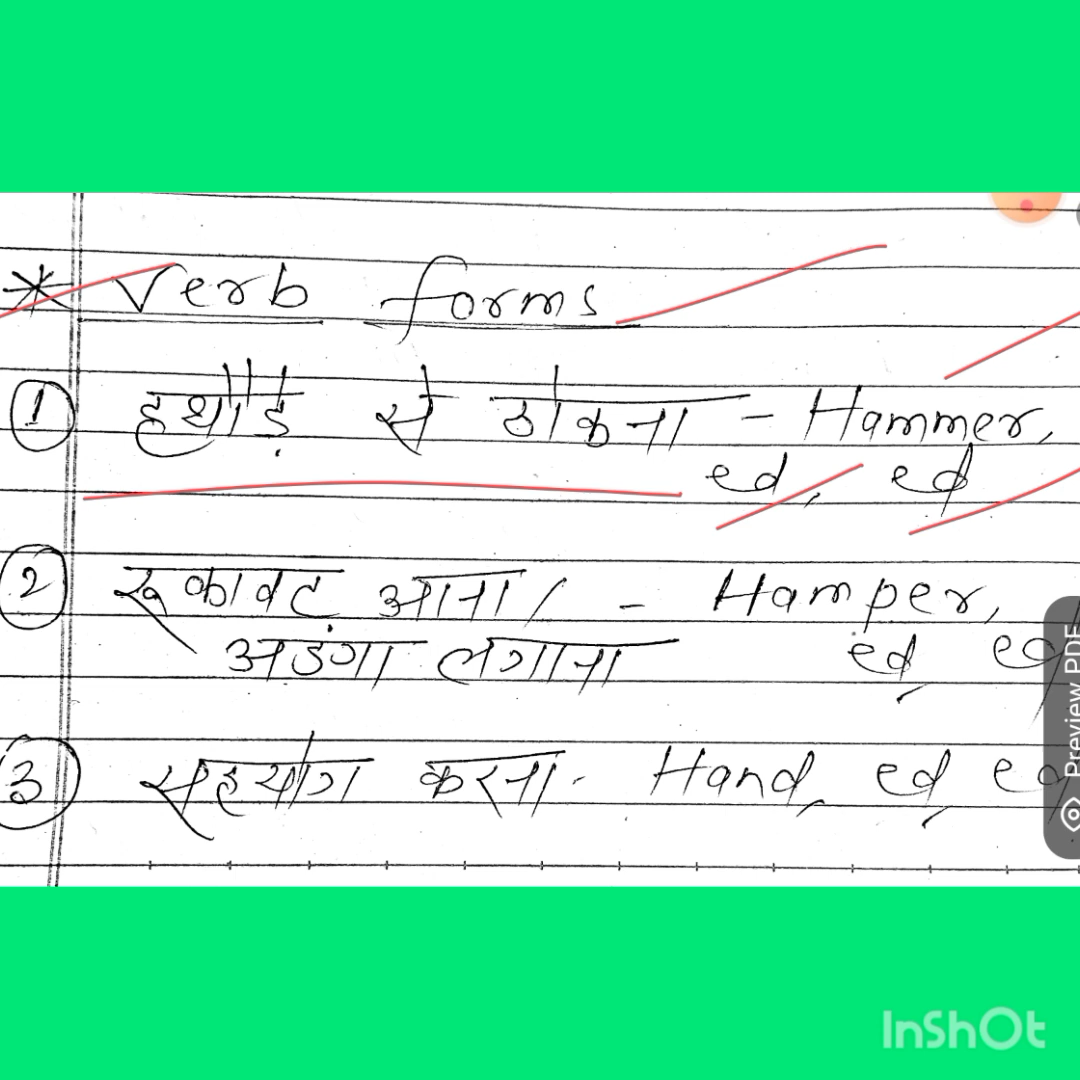 * Verb forms
① हथौड़े से ठोकना - Hammer,
ed, ed
② रूकावट आना / - Hamper,
अडंगा लगाना ed, ed
③ सहयोग करना - Hand, ed, ed
Preview PDF
InShOt